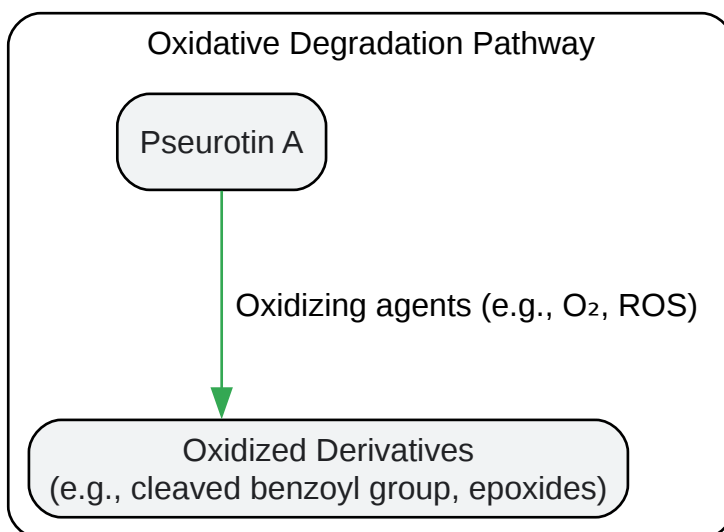 Oxidative Degradation Pathway
Pseurotin A
Oxidizing agents (e.g., O₂, ROS)
Oxidized Derivatives
(e.g., cleaved benzoyl group, epoxides)